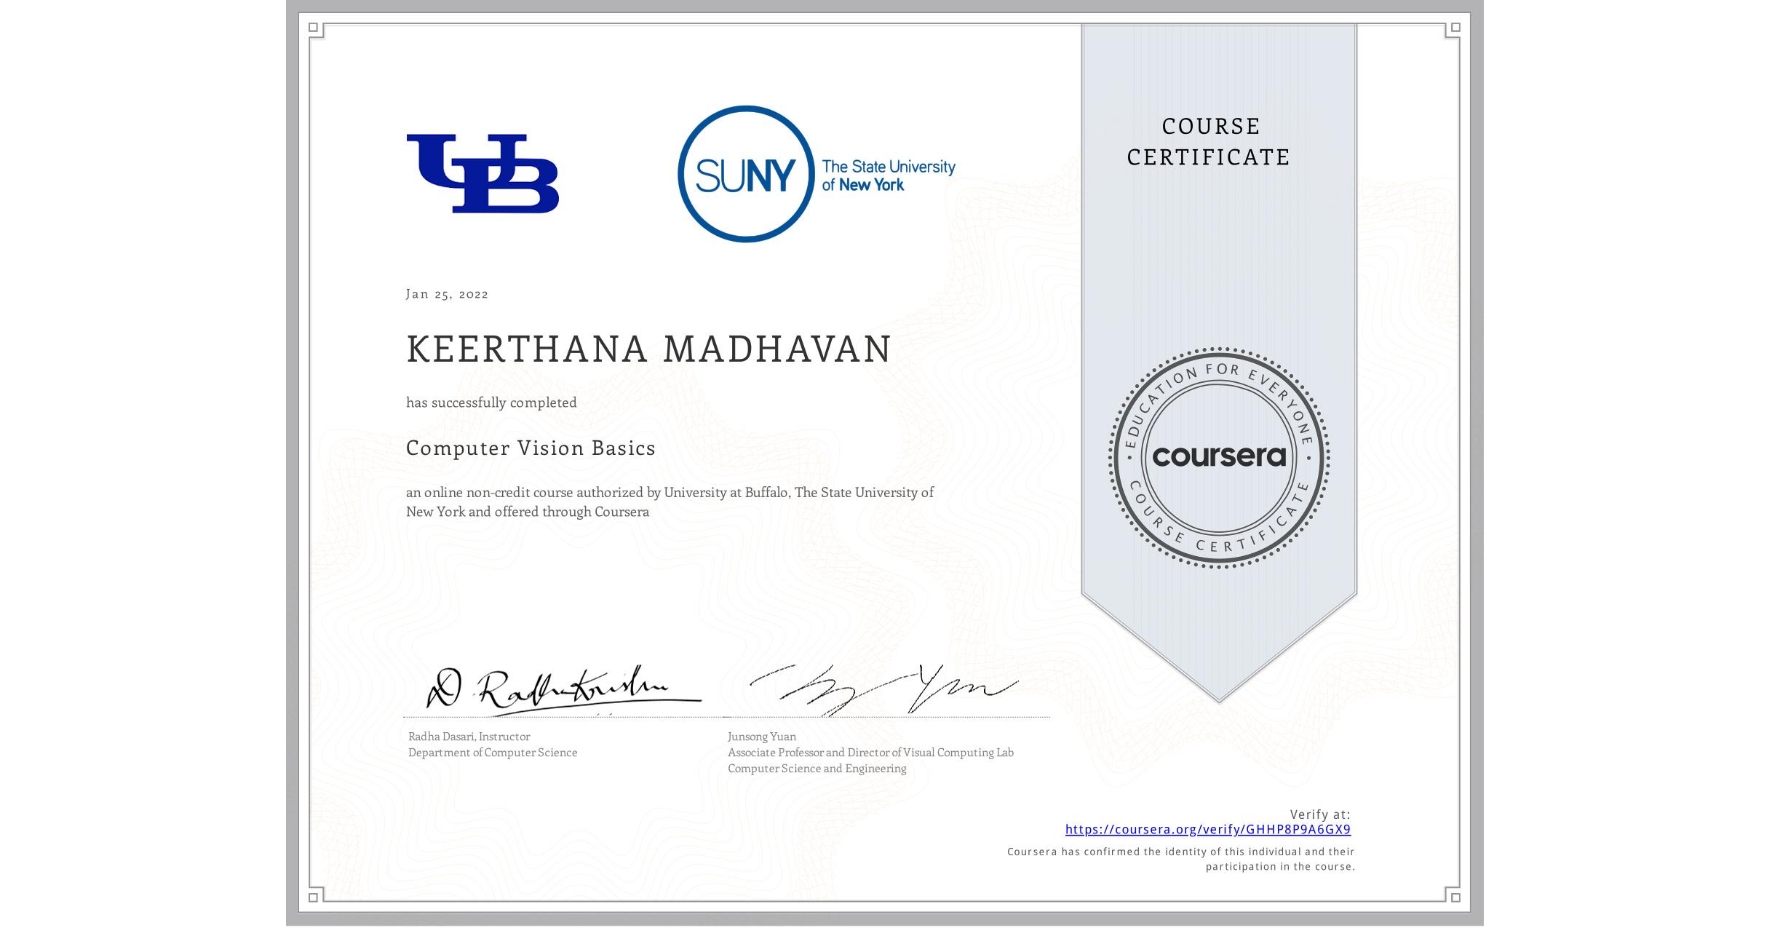 UB
SUNY
The State University
of New York
COURSE
CERTIFICATE
Jan 25, 2022
KEERTHANA MADHAVAN
has successfully completed
Computer Vision Basics
an online non-credit course authorized by University at Buffalo, The State University of
New York and offered through Coursera
EDUCATION FOR EVERYONE
coursera
COURSE CERTIFICATE
Radha Dasari, Instructor
Department of Computer Science
Junsong Yuan
Associate Professor and Director of Visual Computing Lab
Computer Science and Engineering
Verify at:
https://coursera.org/verify/GHHP8P9A6GX9
Coursera has confirmed the identity of this individual and their
participation in the course.